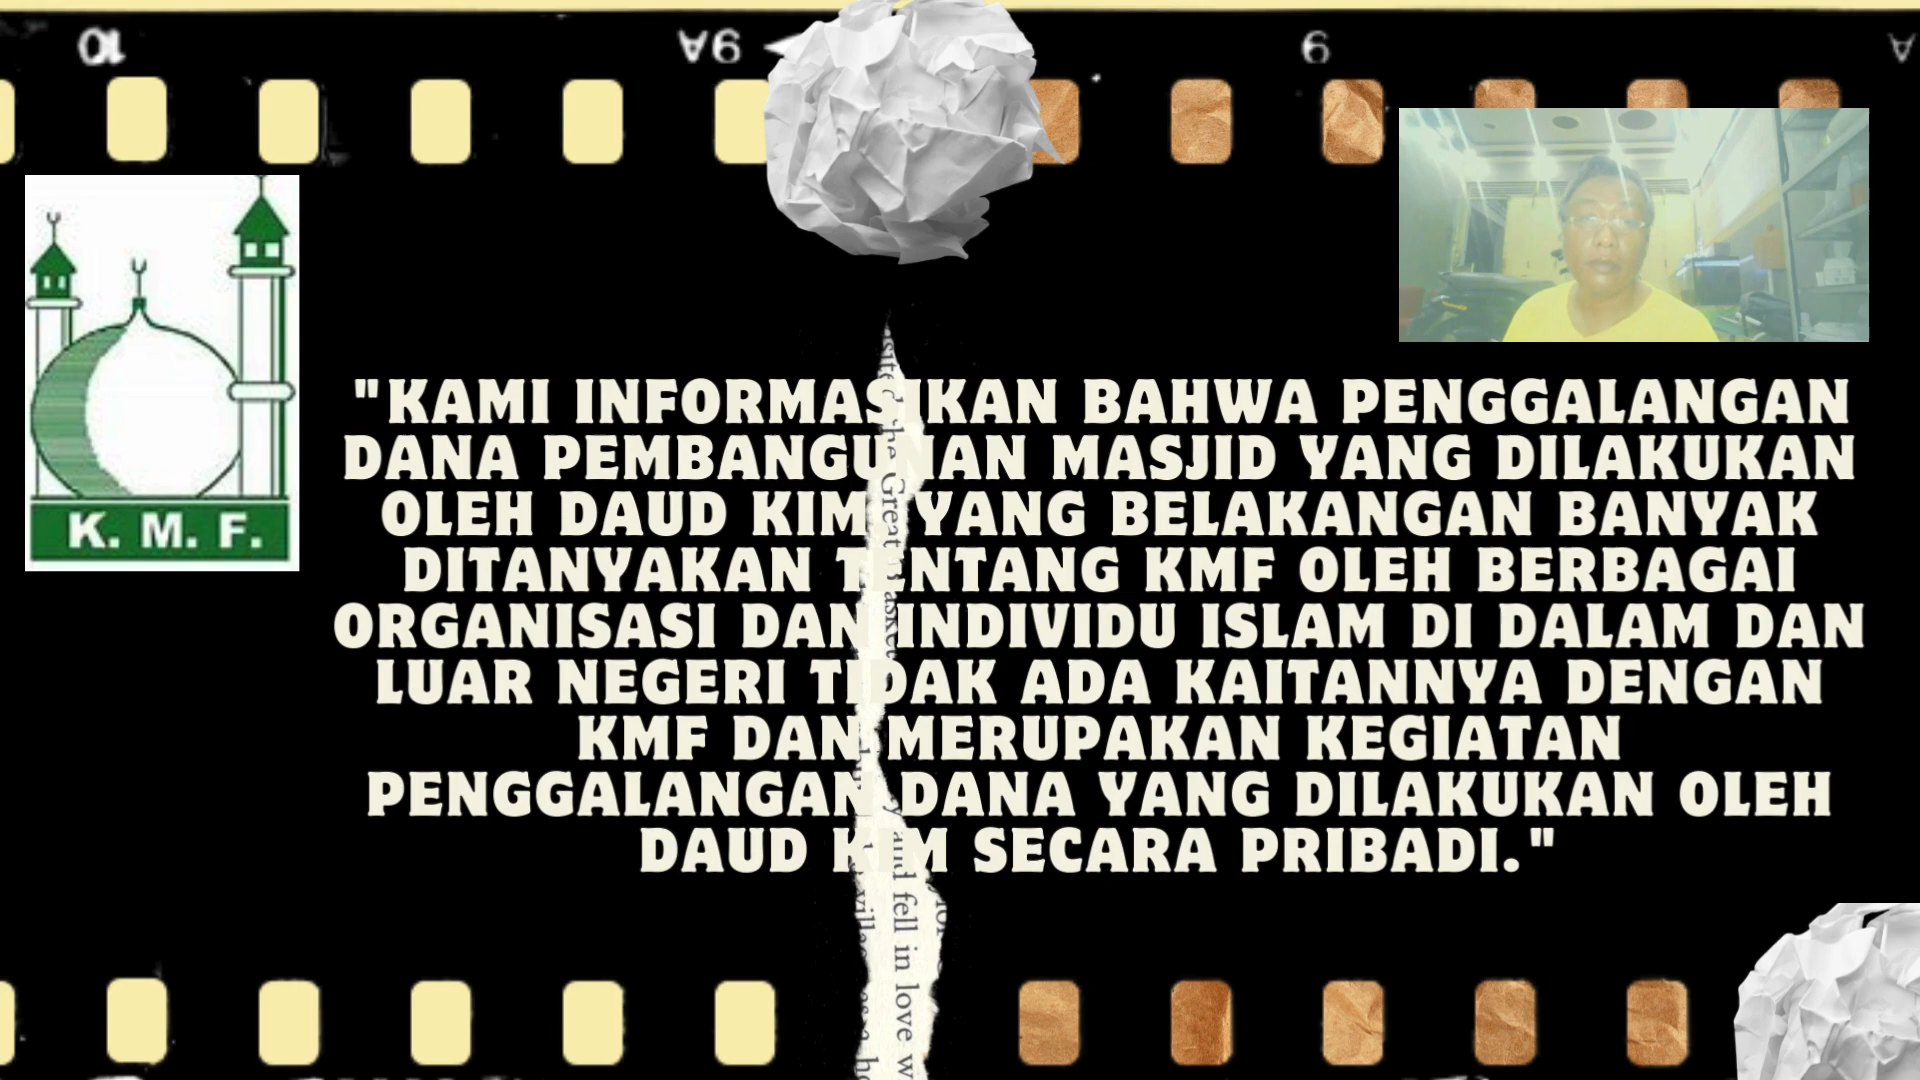 6
K. M. F.
"KAMI INFORMASIKAN BAHWA PENGGALANGAN
DANA PEMBANGUNAN MASJID YANG DILAKUKAN
OLEH DAUD KIM YANG BELAKANGAN BANYAK
DITANYAKAN TENTANG KMF OLEH BERBAGAI
ORGANISASI DAN INDIVIDU ISLAM DI DALAM DAN
LUAR NEGERI TIDAK ADA KAITANNYA DENGAN
KMF DAN MERUPAKAN KEGIATAN
PENGGALANGAN DANA YANG DILAKUKAN OLEH
DAUD KIM SECARA PRIBADI."
he Great
and fell in love